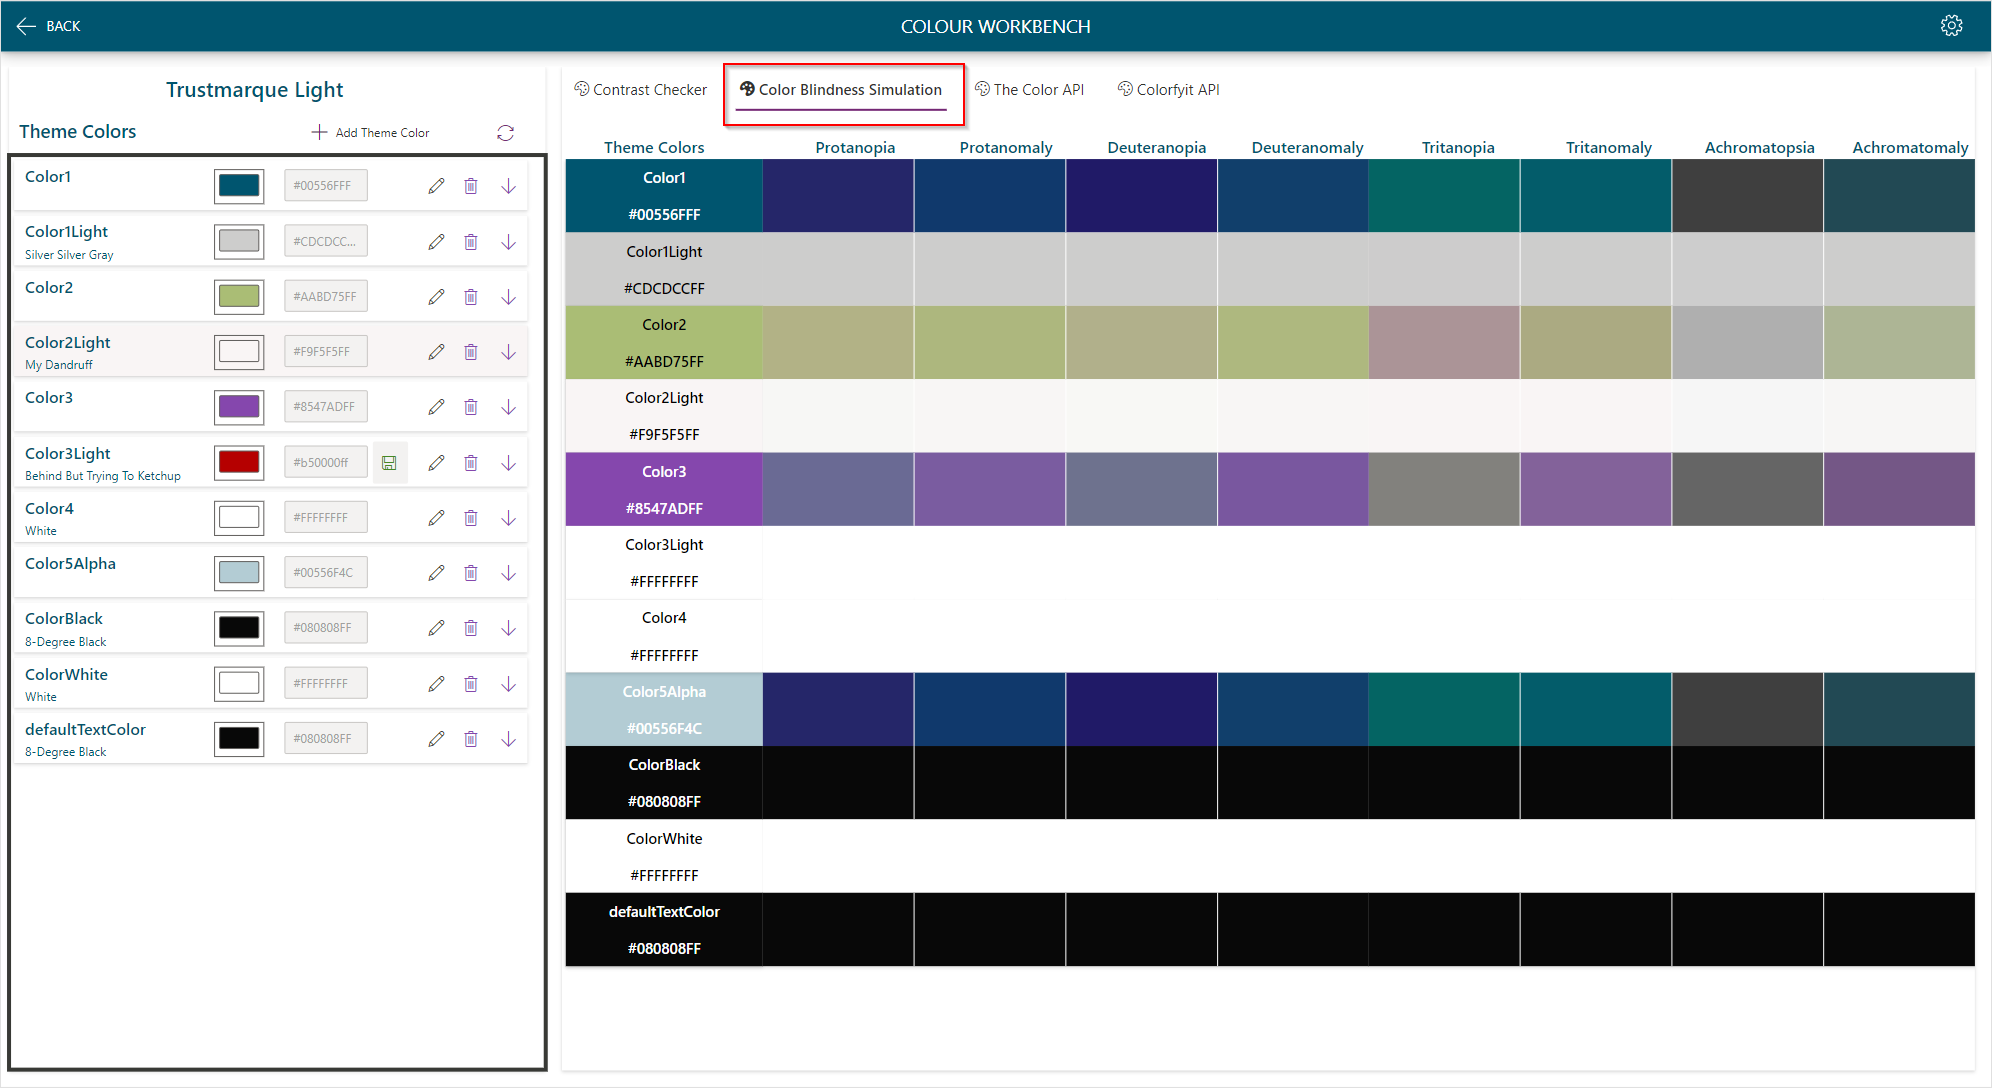 BACK
COLOUR WORKBENCH
Trustmarque Light
Theme Colors
Add Theme Color
Color1
#00556FFF
Color1Light
Silver Silver Gray
#CDCDCC...
Color2
#AABD75FF
Color2Light
My Dandruff
#F9F5F5FF
Color3
#8547ADFF
Color3Light
Behind But Trying To Ketchup
#b50000ff
Color4
White
#FFFFFFFF
Color5Alpha
#00556F4C
ColorBlack
8-Degree Black
#080808FF
ColorWhite
White
#FFFFFFFF
defaultTextColor
8-Degree Black
#080808FF
Contrast Checker
Color Blindness Simulation
The Color API
Colorfyit API
Theme Colors Protanopia Protanomaly Deuteranopia Deuteranomaly Tritanopia Tritanomaly Achromatopsia Achromatomaly
Color1
#00556FFF
Color1Light
#CDCDCCFF
Color2
#AABD75FF
Color2Light
#F9F5F5FF
Color3
#8547ADFF
Color3Light
#FFFFFFFF
Color4
#FFFFFFFF
Color5Alpha
#00556F4C
ColorBlack
#080808FF
ColorWhite
#FFFFFFFF
defaultTextColor
#080808FF